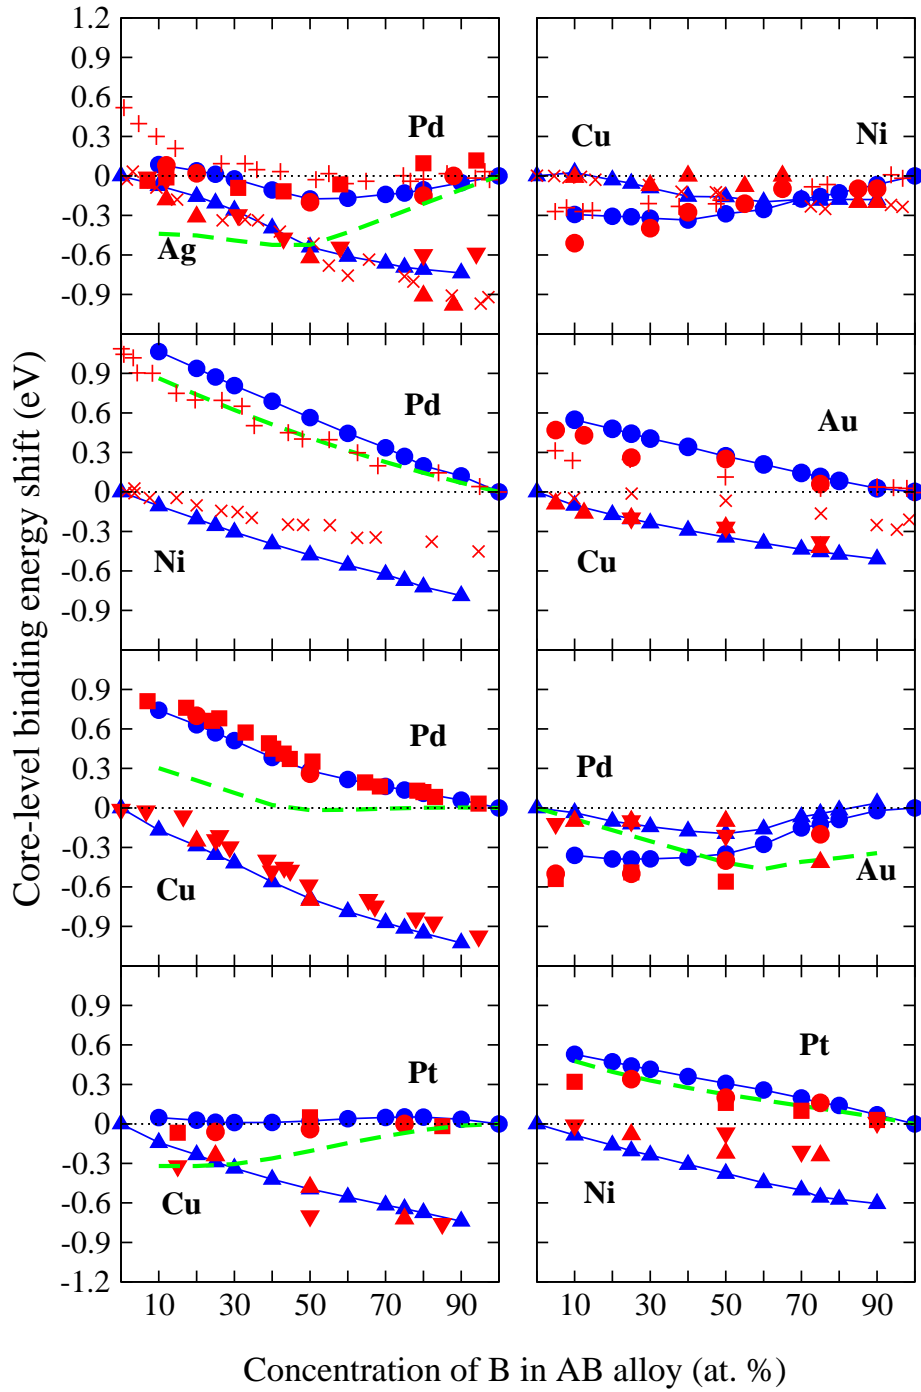 1.2
0.9
0.6
0.3
0
-0.3
-0.6
-0.9
Pd
Ag
Cu
Ni
0.9
0.6
0.3
0
-0.3
-0.6
-0.9
Pd
Ni
Au
Cu
Core-level binding energy shift (eV)
0.9
0.6
0.3
0
-0.3
-0.6
-0.9
Pd
Cu
Pd
Au
0.9
0.6
0.3
0
-0.3
-0.6
-0.9
-1.2
Pt
Cu
Pt
Ni
10 30 50 70 90 10 30 50 70 90
Concentration of B in AB alloy (at. %)